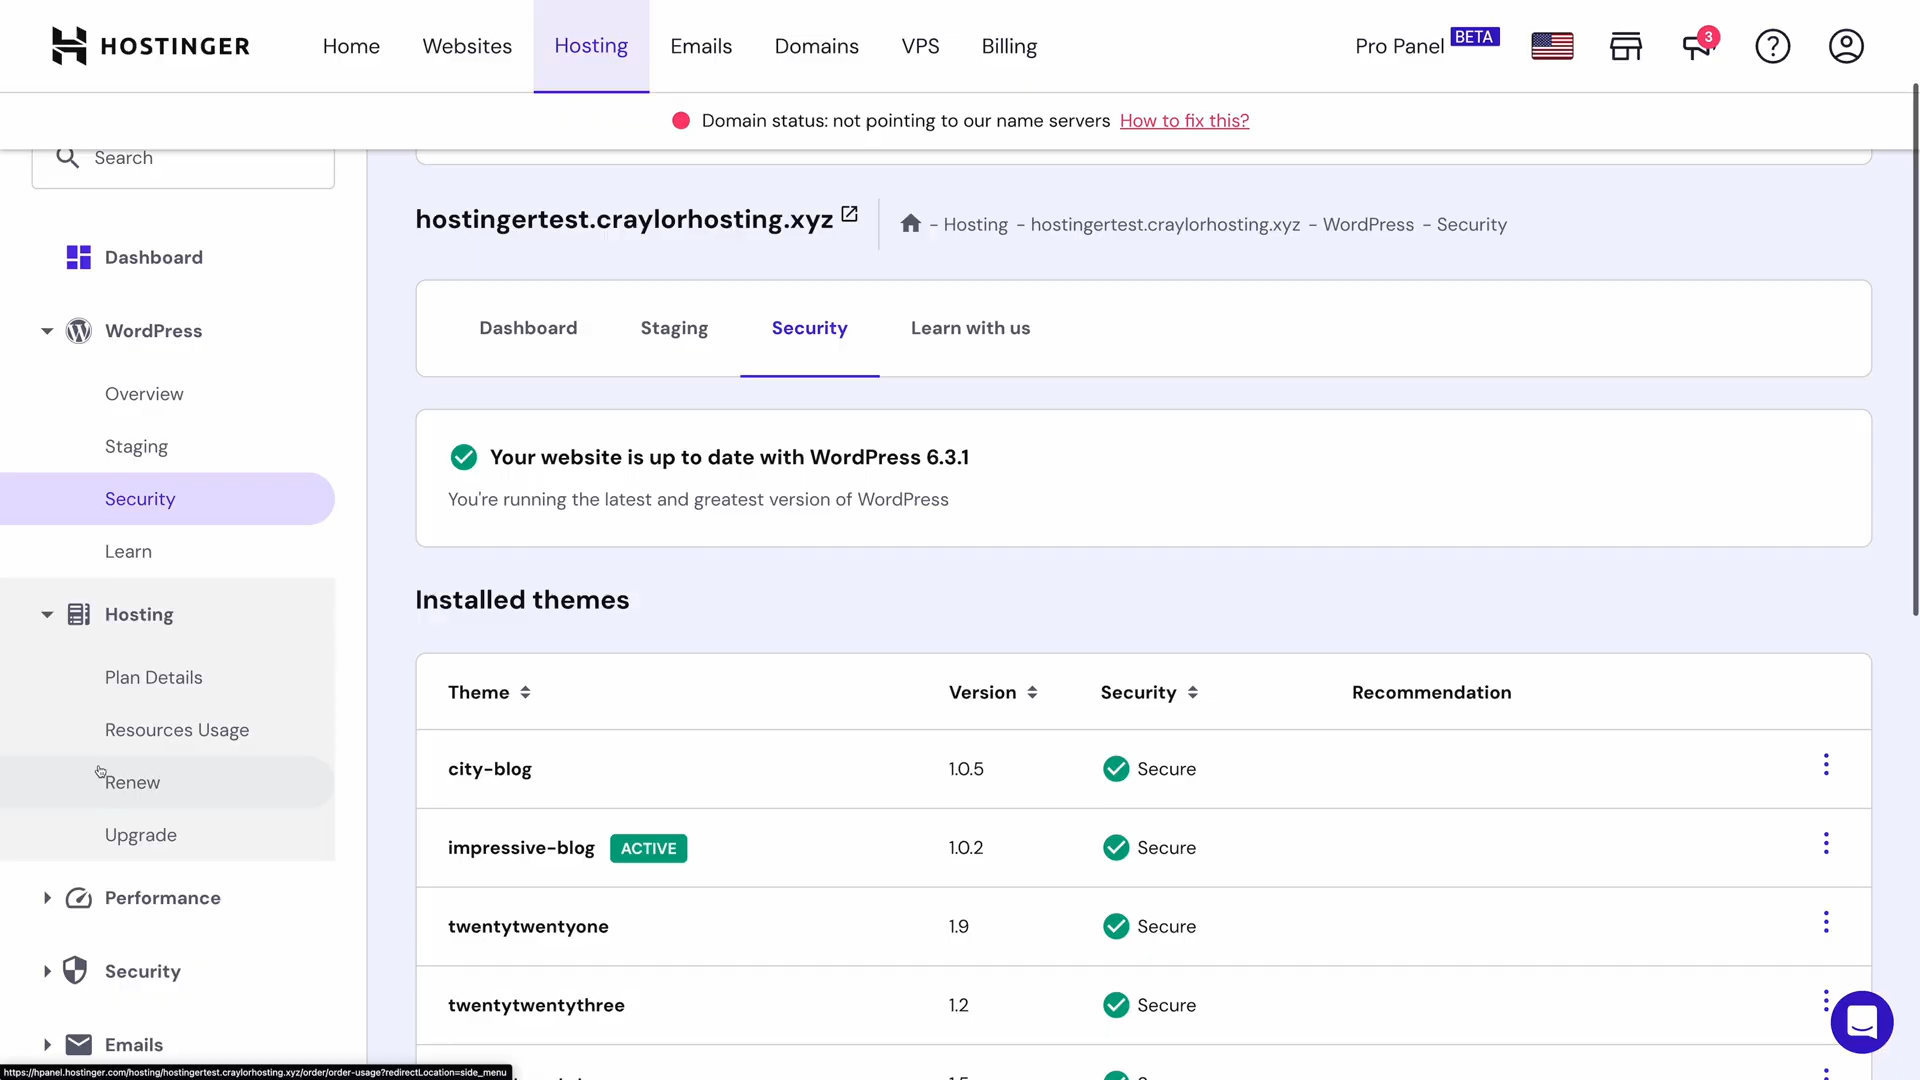 HOSTINGER
Home
Websites
Hosting
Emails
Domains
VPS
Billing
Pro Panel BETA
3
Domain status: not pointing to our name servers How to fix this?
Search
Dashboard
WordPress
Overview
Staging
Security
Learn
Hosting
Plan Details
Resources Usage
Renew
Upgrade
Performance
Security
Emails
https://hpanel.hostinger.com/hosting/hostingertest.craylorhosting.xyz/order/order-usage?redirectLocation=side_menu
hostingertest.craylorhosting.xyz
- Hosting - hostingertest.craylorhosting.xyz - WordPress - Security
Dashboard
Staging
Security
Learn with us
Your website is up to date with WordPress 6.3.1
You're running the latest and greatest version of WordPress
Installed themes
Theme Version Security Recommendation
city-blog 1.0.5 Secure
impressive-blog ACTIVE 1.0.2 Secure
twentytwentyone 1.9 Secure
twentytwentythree 1.2 Secure